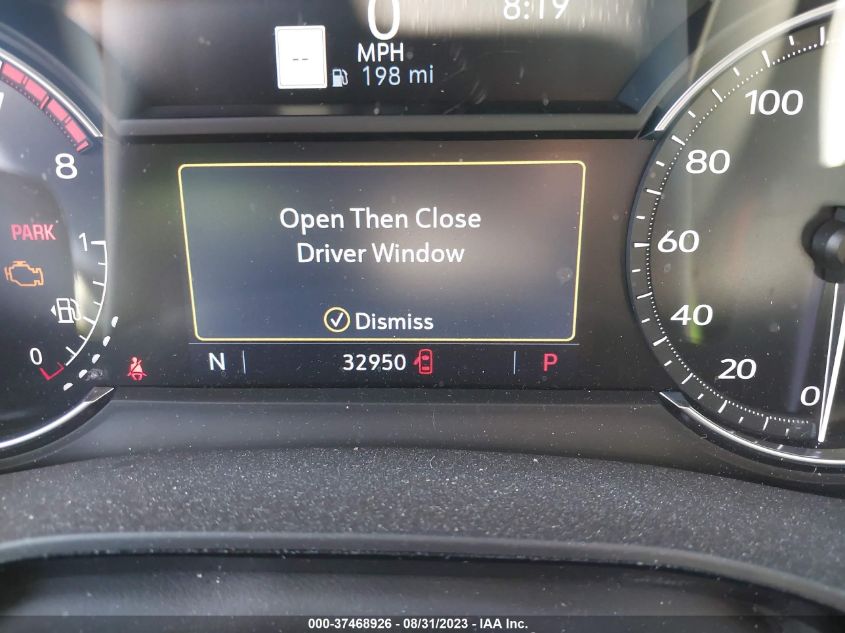 0
8:19
MPH
--
198 mi
100
8
80
Open Then Close
PARK
1
Driver Window
60
40
Dismiss
0
N
32950
P
20
0
000-37468926 - 08/31/2023 - IAA Inc.